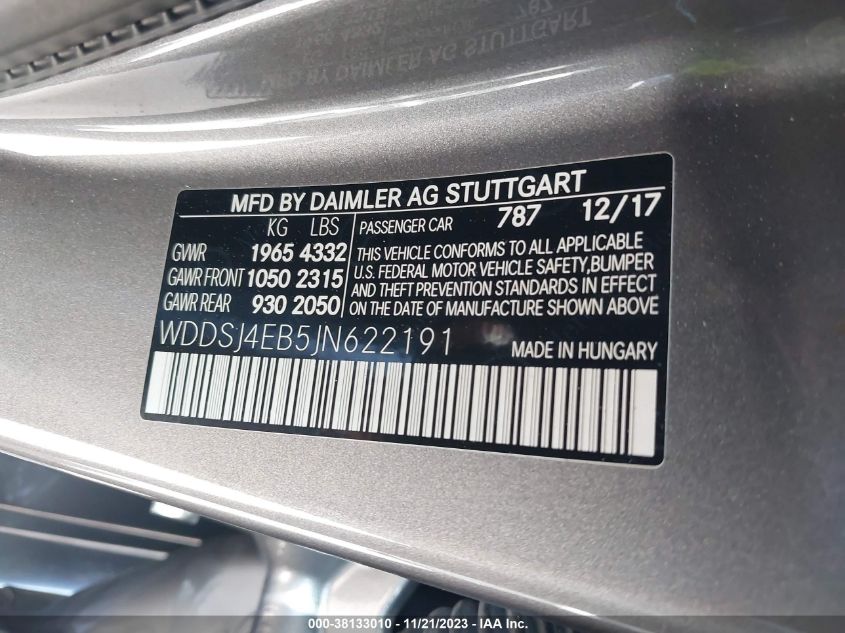 MFD BY DAIMLER AG STUTTGART
KG LBS
GVWR 1965 4332
GAWR FRONT 1050 2315
GAWR REAR 930 2050
PASSENGER CAR 787 12/17
THIS VEHICLE CONFORMS TO ALL APPLICABLE
U.S. FEDERAL MOTOR VEHICLE SAFETY,BUMPER
AND THEFT PREVENTION STANDARDS IN EFFECT
ON THE DATE OF MANUFACTURE SHOWN ABOVE
WDDSJ4EB5JN622191
MADE IN HUNGARY
000-38133010 - 11/21/2023 - IAA Inc.